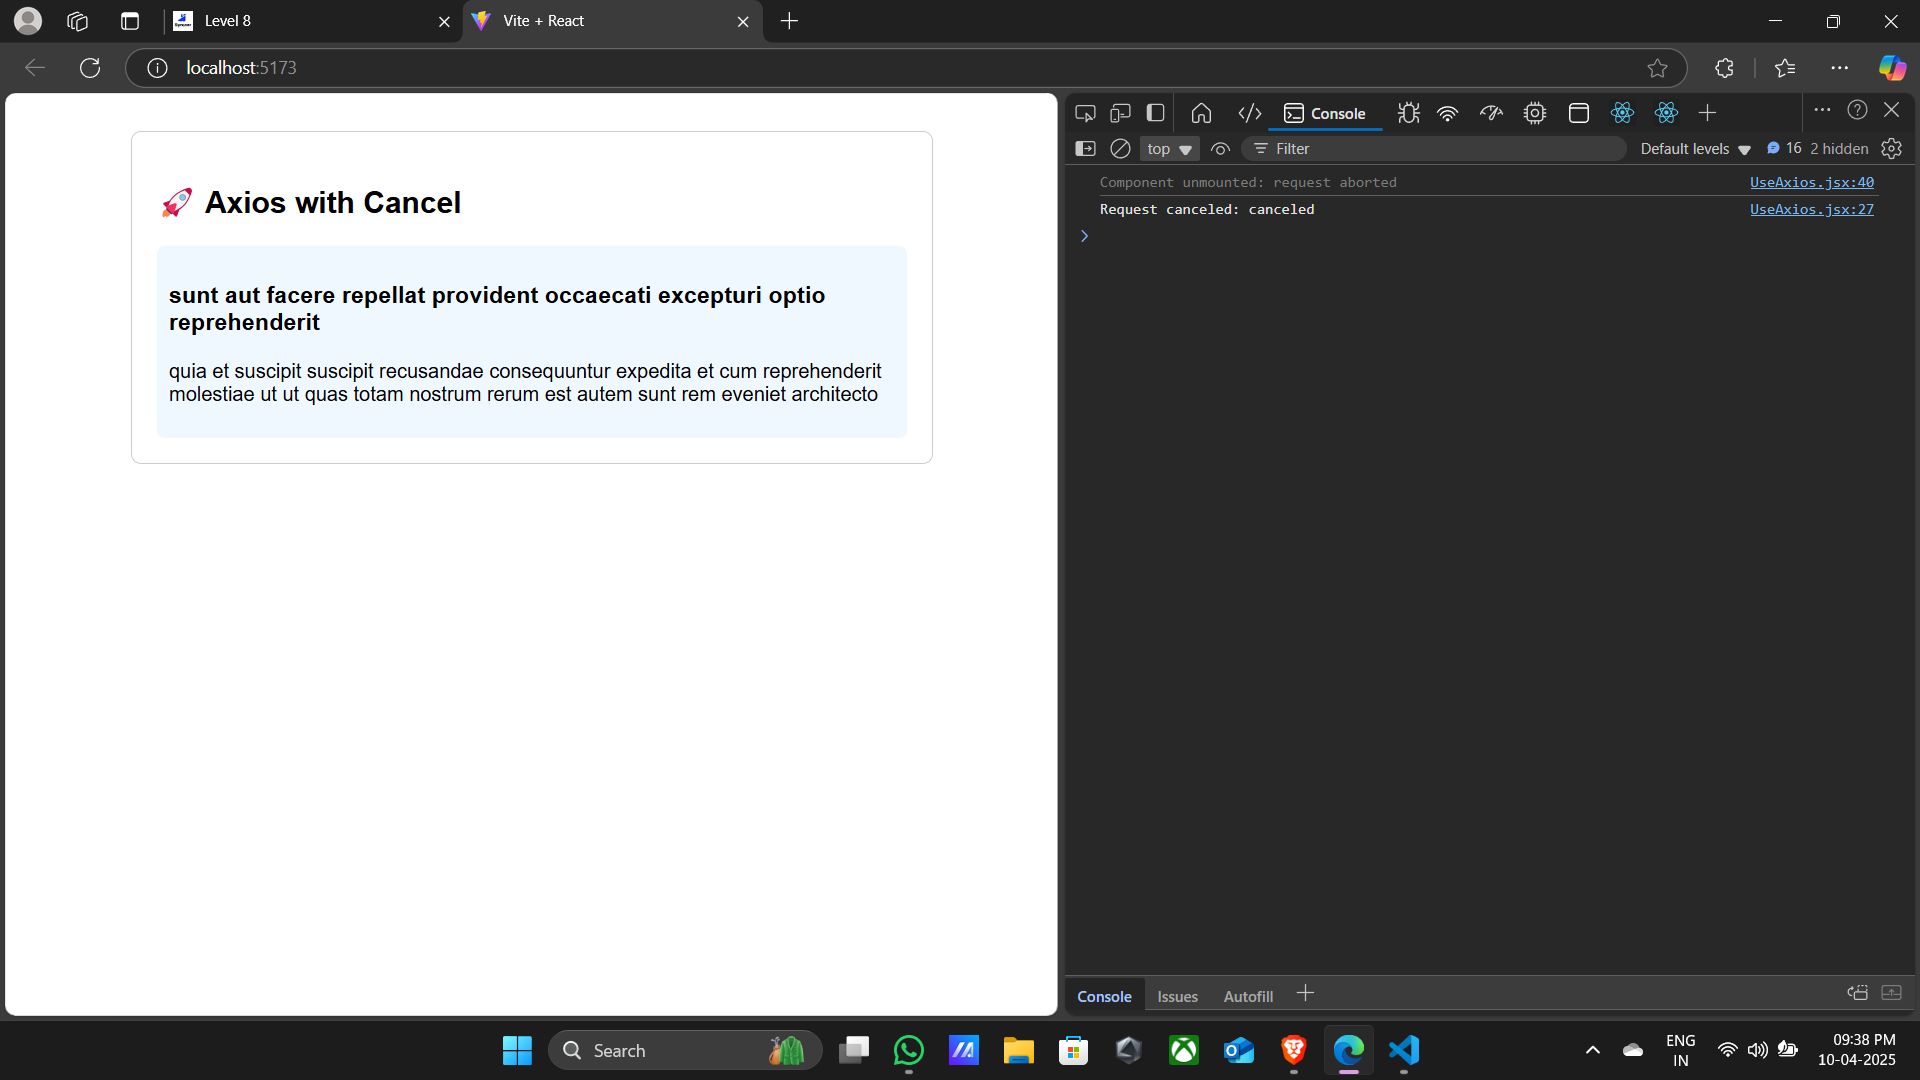 Level 8
Vite + React
localhost:5173
🚀 Axios with Cancel
sunt aut facere repellat provident occaecati excepturi optio
reprehenderit
quia et suscipit suscipit recusandae consequuntur expedita et cum reprehenderit
molestiae ut ut quas totam nostrum rerum est autem sunt rem eveniet architecto
Console
top
Filter
Default levels
16
2 hidden
Component unmounted: request aborted UseAxios.jsx:40
Request canceled: canceled UseAxios.jsx:27
Console Issues Autofill
Search
ENG
IN
09:38 PM
10-04-2025